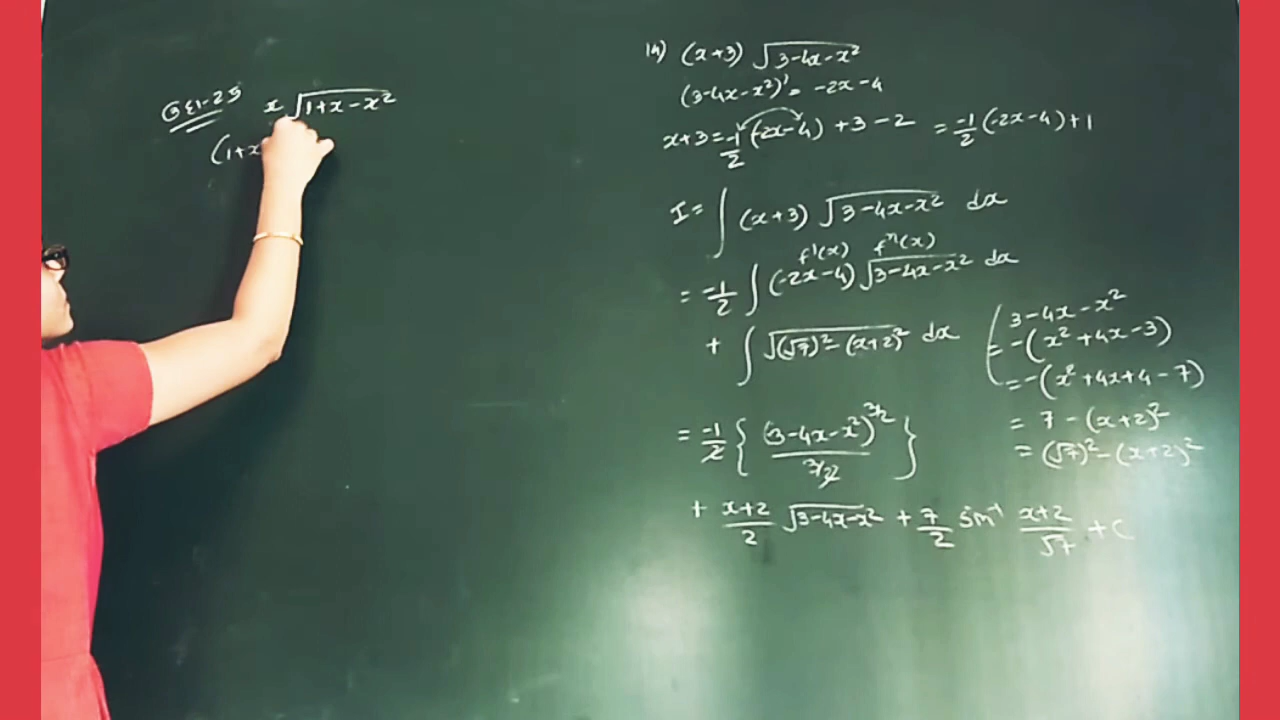 x √1+x-x²
(1+x
14) (x+3) √3-4x-x²
(3-4x-x²)' = -2x-4
x+3 = -1/2 (-2x-4) +3-2 = -1/2 (-2x-4)+1
I = ∫ (x+3) √3-4x-x² dx
f'(x) fⁿ(x)
= -1/2 ∫ (-2x-4) √3-4x-x² dx
+ ∫ √(√7)²-(x+2)² dx
3-4x-x²
= -(x²+4x-3)
= -(x²+4x+4-7)
= 7-(x+2)²
= (√7)²-(x+2)²
= -1/2 { (3-4x-x²)^3/2 / 3/2 }
+ x+2/2 √3-4x-x² + 7/2 sin⁻¹ x+2/√7 + C